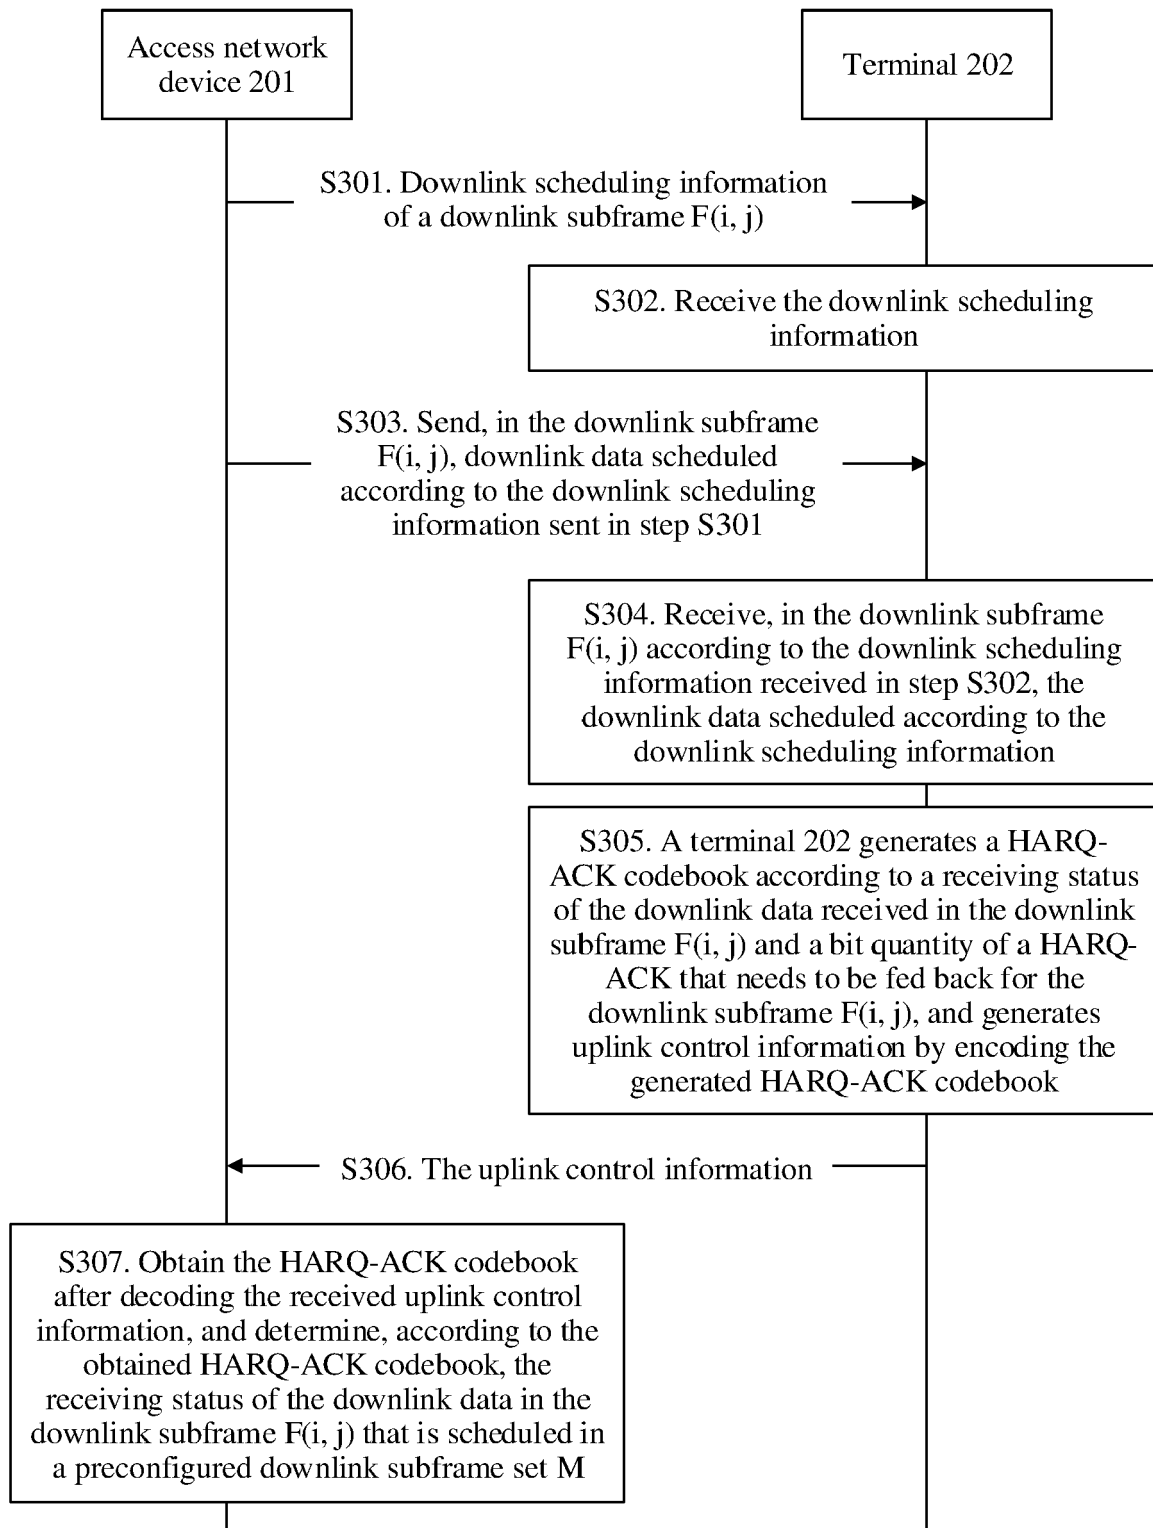 Access network
device 201
Terminal 202
S301. Downlink scheduling information
of a downlink subframe F(i, j)
S302. Receive the downlink scheduling
information
S303. Send, in the downlink subframe
F(i, j), downlink data scheduled
according to the downlink scheduling
information sent in step S301
S304. Receive, in the downlink subframe
F(i, j) according to the downlink scheduling
information received in step S302, the
downlink data scheduled according to the
downlink scheduling information
S305. A terminal 202 generates a HARQ-
ACK codebook according to a receiving status
of the downlink data received in the downlink
subframe F(i, j) and a bit quantity of a HARQ-
ACK that needs to be fed back for the
downlink subframe F(i, j), and generates
uplink control information by encoding the
generated HARQ-ACK codebook
S306. The uplink control information
S307. Obtain the HARQ-ACK codebook
after decoding the received uplink control
information, and determine, according to the
obtained HARQ-ACK codebook, the
receiving status of the downlink data in the
downlink subframe F(i, j) that is scheduled in
a preconfigured downlink subframe set M